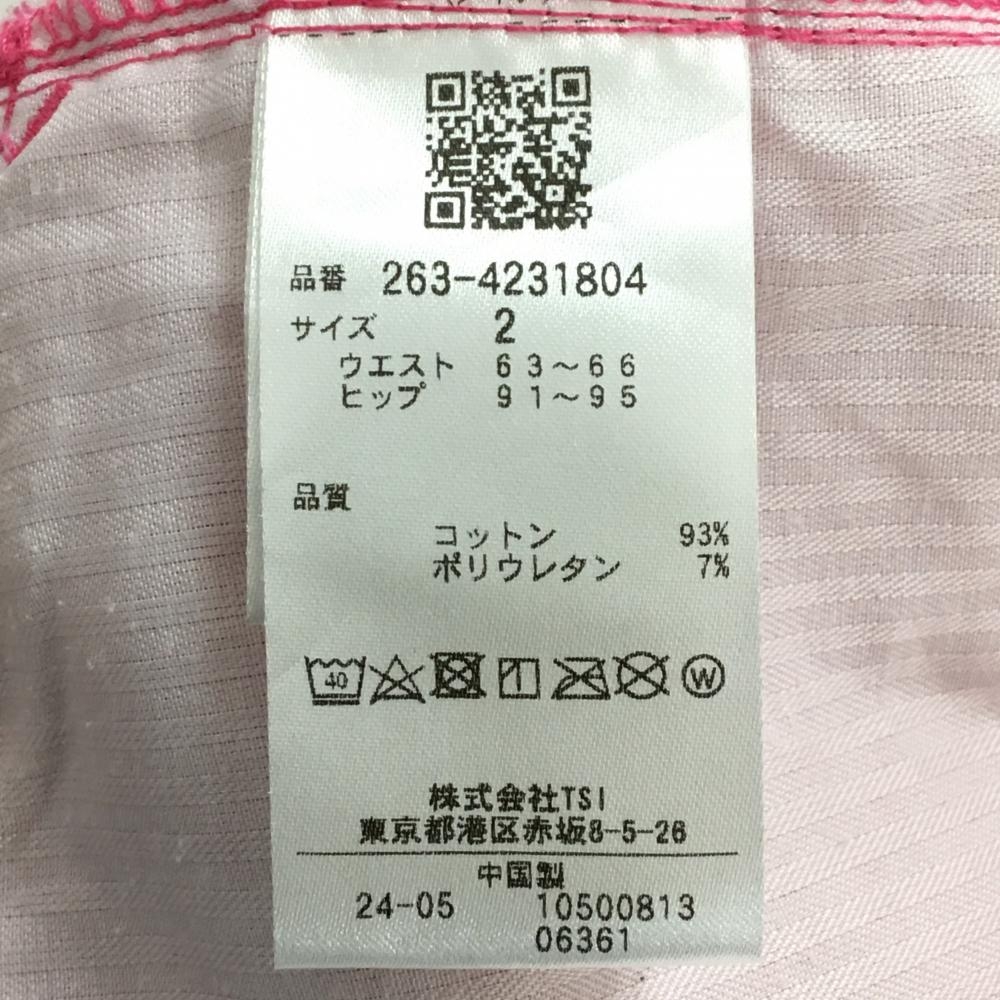 品番 263-4231804
サイズ 2
ウエスト 63～66
ヒップ 91～95
品質
コットン 93%
ポリウレタン 7%
40
W
株式会社TSI
東京都港区赤坂8-5-26
中国製
24-05 10500813
06361